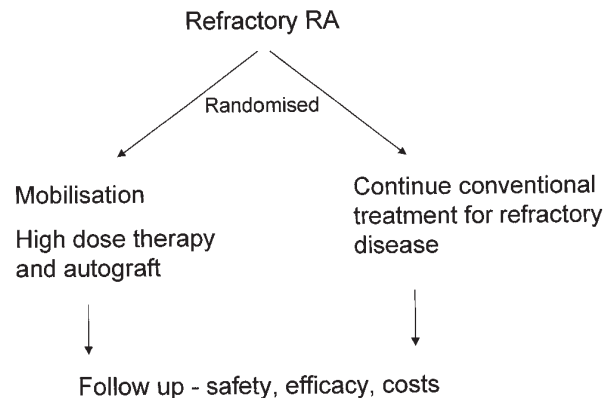 Refractory RA
Randomised
Mobilisation
High dose therapy
and autograft
Continue conventional
treatment for refractory
disease
Follow up - safety, efficacy, costs